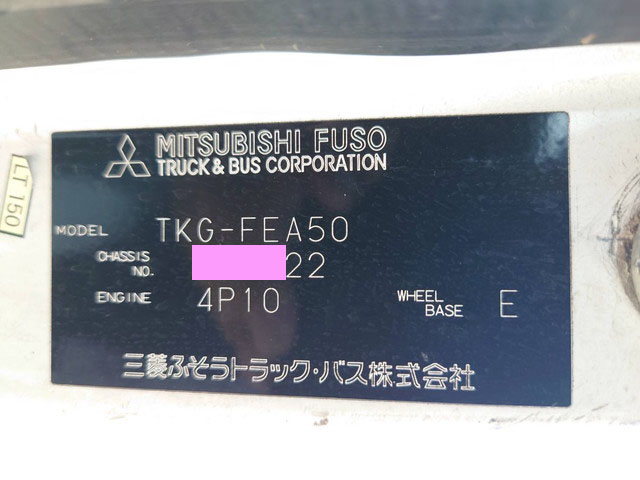 MITSUBISHI FUSO
TRUCK & BUS CORPORATION
LT 150
MODEL TKG-FEA50
CHASSIS NO. 22
ENGINE 4P10 WHEEL BASE E
三菱ふそうトラック・バス株式会社